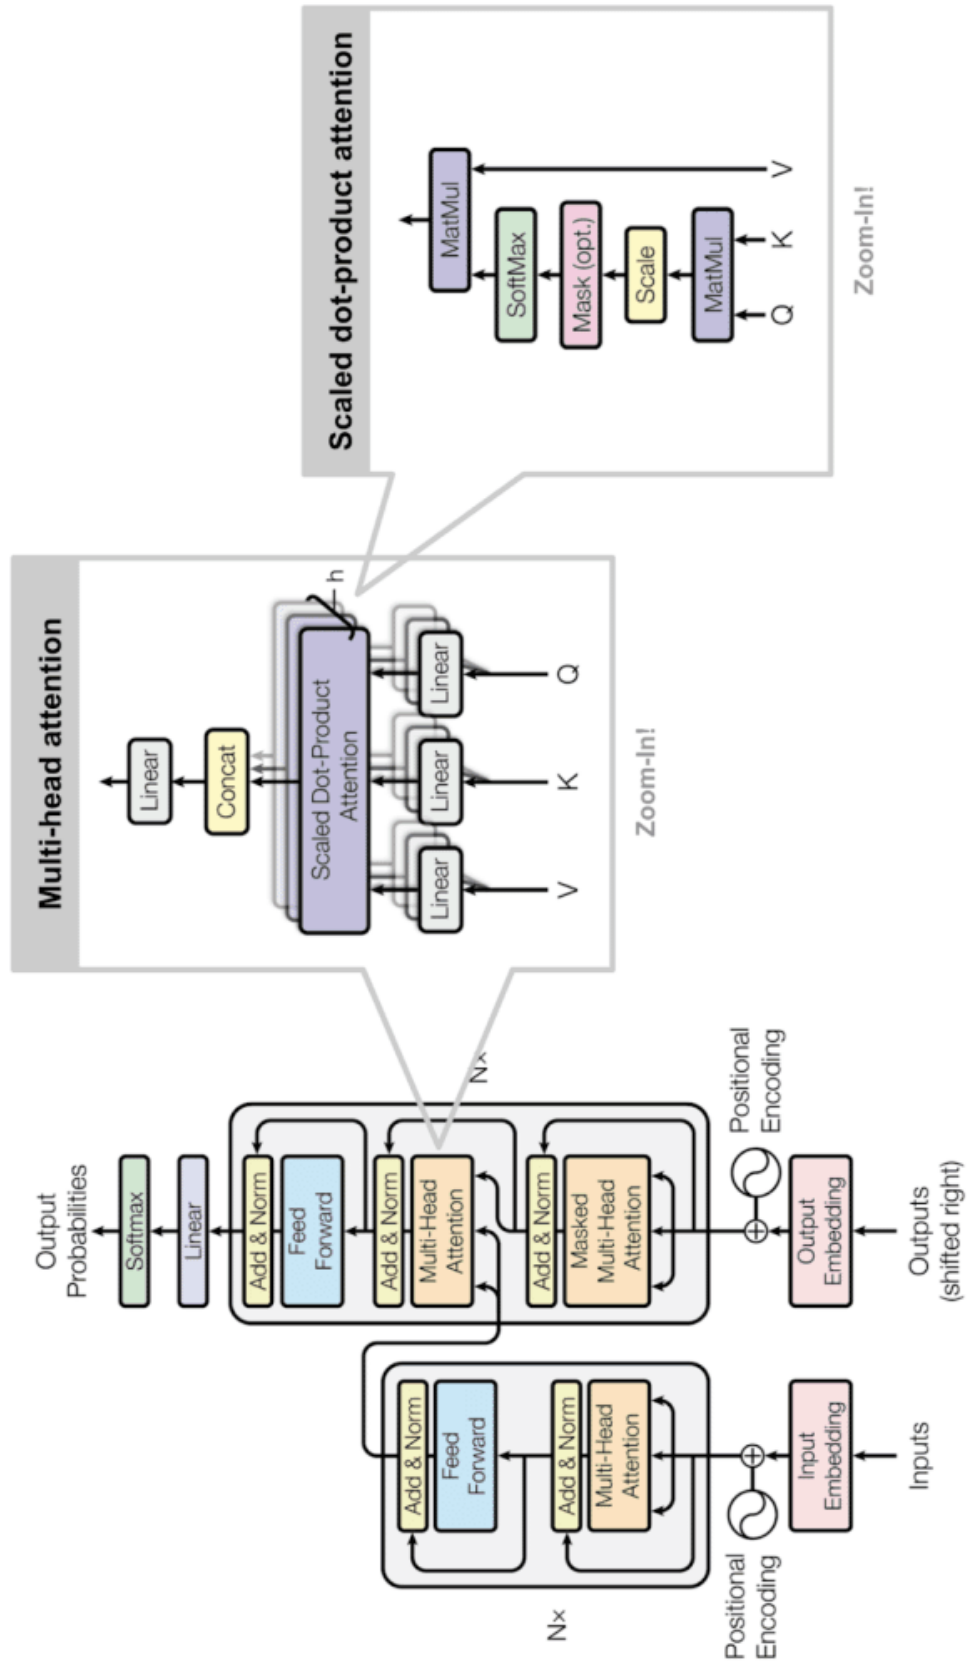 Output
Probabilities
Softmax
Linear
Add & Norm
Feed
Forward
Add & Norm
Multi-Head
Attention
Add & Norm
Masked
Multi-Head
Attention
N×
Positional
Encoding
Output
Embedding
Outputs
(shifted right)
Add & Norm
Feed
Forward
Add & Norm
Multi-Head
Attention
N×
Positional
Encoding
Input
Embedding
Inputs
Multi-head attention
Linear
Concat
Scaled Dot-Product
Attention
h
Linear
Linear
Linear
V
K
Q
Zoom-In!
Scaled dot-product attention
MatMul
SoftMax
Mask (opt.)
Scale
MatMul
Q
K
V
Zoom-In!